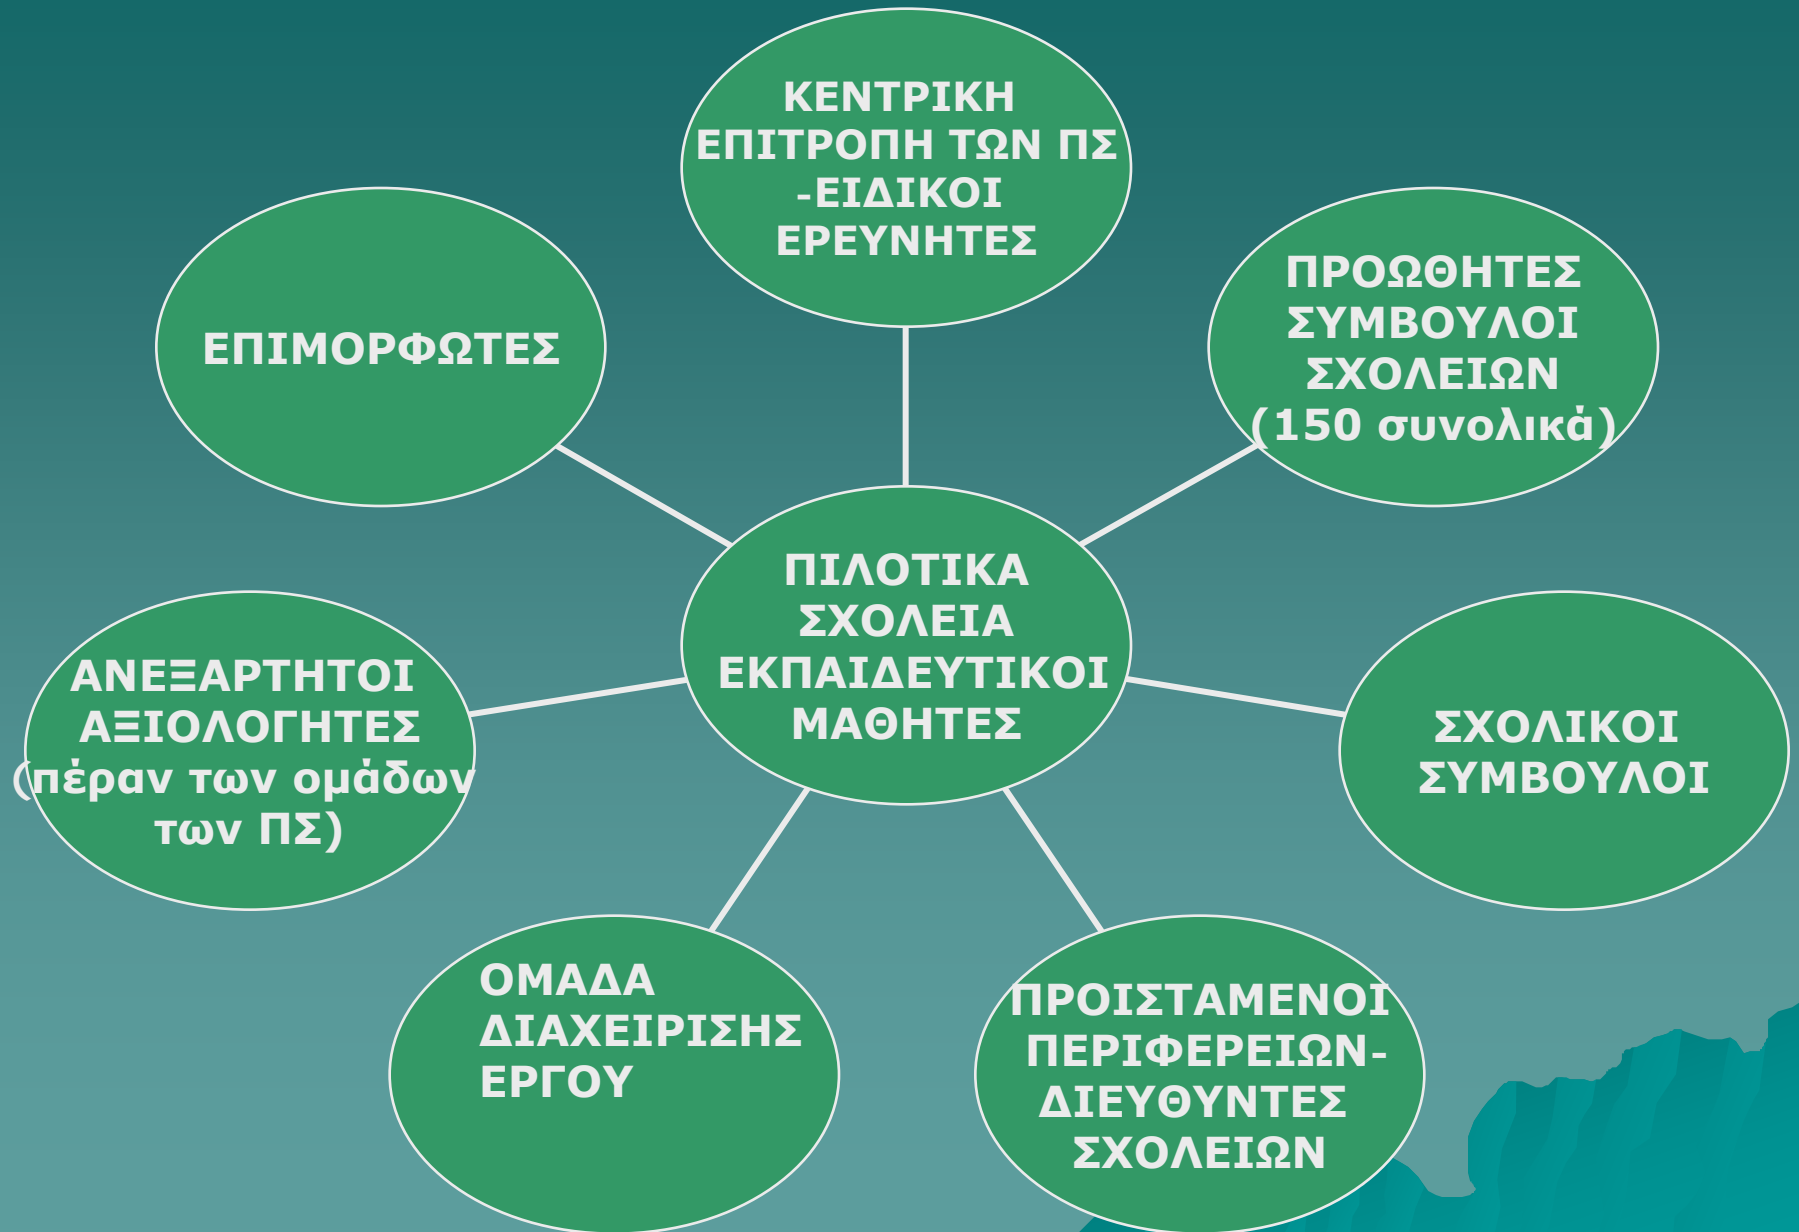 ΚΕΝΤΡΙΚΗ
ΕΠΙΤΡΟΠΗ ΤΩΝ ΠΣ
-ΕΙΔΙΚΟΙ
ΕΡΕΥΝΗΤΕΣ
ΕΠΙΜΟΡΦΩΤΕΣ
ΠΡΟΩΘΗΤΕΣ
ΣΥΜΒΟΥΛΟΙ
ΣΧΟΛΕΙΩΝ
(150 συνολικά)
ΠΙΛΟΤΙΚΑ
ΣΧΟΛΕΙΑ
ΕΚΠΑΙΔΕΥΤΙΚΟΙ
ΜΑΘΗΤΕΣ
ΑΝΕΞΑΡΤΗΤΟΙ
ΑΞΙΟΛΟΓΗΤΕΣ
(πέραν των ομάδων
των ΠΣ)
ΣΧΟΛΙΚΟΙ
ΣΥΜΒΟΥΛΟΙ
ΟΜΑΔΑ
ΔΙΑΧΕΙΡΙΣΗΣ
ΕΡΓΟΥ
ΠΡΟΙΣΤΑΜΕΝΟΙ
ΠΕΡΙΦΕΡΕΙΩΝ-
ΔΙΕΥΘΥΝΤΕΣ
ΣΧΟΛΕΙΩΝ